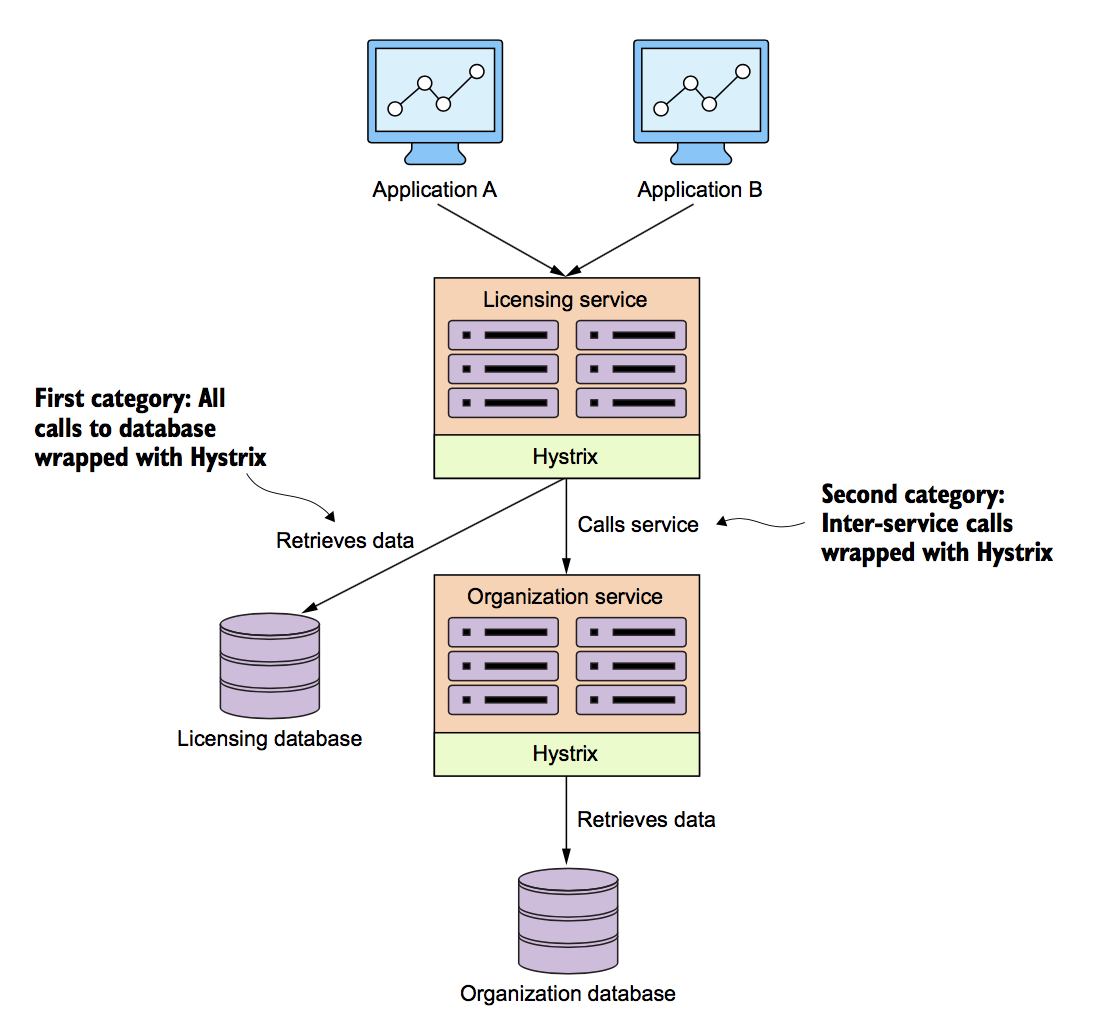 Application A
Application B
Licensing service
Hystrix
First category: All
calls to database
wrapped with Hystrix
Retrieves data
Calls service
Second category:
Inter-service calls
wrapped with Hystrix
Organization service
Hystrix
Licensing database
Retrieves data
Organization database